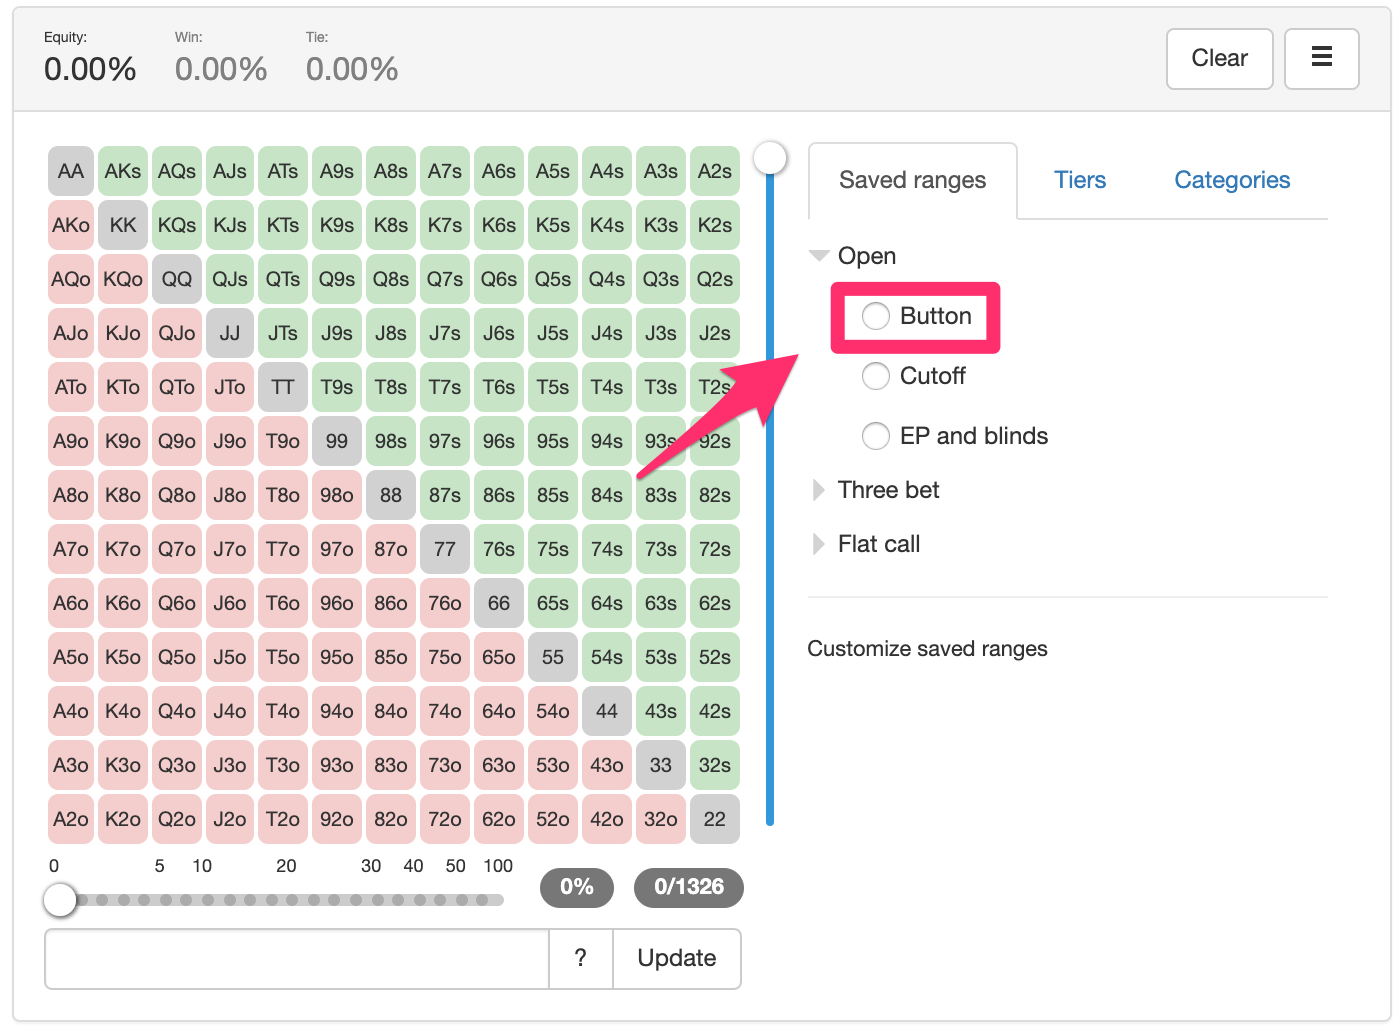 Equity: Win: Tie:
0.00% 0.00% 0.00% Clear
AA AKs AQs AJs ATs A9s A8s A7s A6s A5s A4s A3s A2s
AKo KK KQs KJs KTs K9s K8s K7s K6s K5s K4s K3s K2s
AQo KQo QQ QJs QTs Q9s Q8s Q7s Q6s Q5s Q4s Q3s Q2s
AJo KJo QJo JJ JTs J9s J8s J7s J6s J5s J4s J3s J2s
ATo KTo QTo JTo TT T9s T8s T7s T6s T5s T4s T3s T2s
A9o K9o Q9o J9o T9o 99 98s 97s 96s 95s 94s 93s 92s
A8o K8o Q8o J8o T8o 98o 88 87s 86s 85s 84s 83s 82s
A7o K7o Q7o J7o T7o 97o 87o 77 76s 75s 74s 73s 72s
A6o K6o Q6o J6o T6o 96o 86o 76o 66 65s 64s 63s 62s
A5o K5o Q5o J5o T5o 95o 85o 75o 65o 55 54s 53s 52s
A4o K4o Q4o J4o T4o 94o 84o 74o 64o 54o 44 43s 42s
A3o K3o Q3o J3o T3o 93o 83o 73o 63o 53o 43o 33 32s
A2o K2o Q2o J2o T2o 92o 82o 72o 62o 52o 42o 32o 22
0 5 10 20 30 40 50 100
0% 0/1326
? Update
Saved ranges Tiers Categories
Open
Button
Cutoff
EP and blinds
Three bet
Flat call
Customize saved ranges